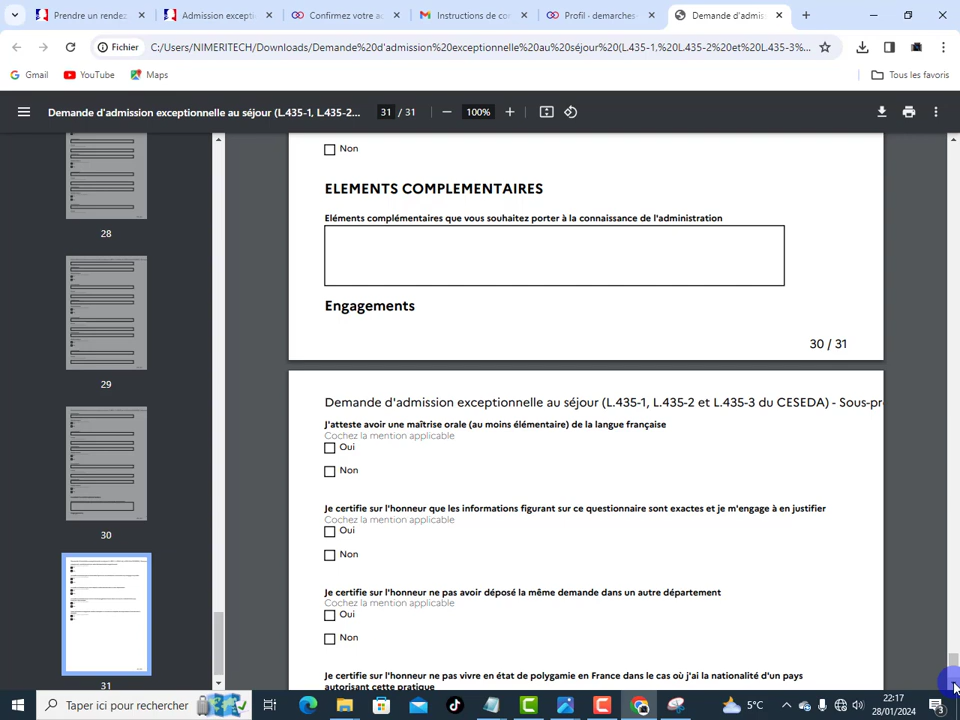 Prendre un rendez
Admission excepti
Confirmez votre ac
Instructions de co
Profil - demarches-
Demande d'admis
Fichier
C:/Users/NIMERITECH/Downloads/Demande%20d'admission%20exceptionnelle%20au%20séjour%20(L.435-1,%20L.435-2%20et%20L.435-3%...
Gmail
YouTube
Maps
Tous les favoris
Demande d'admission exceptionnelle au séjour (L.435-1, L.435-2...
31 / 31
100%
28
29
30
31
Non
ELEMENTS COMPLEMENTAIRES
Eléments complémentaires que vous souhaitez porter à la connaissance de l'administration
Engagements
30 / 31
Demande d'admission exceptionnelle au séjour (L.435-1, L.435-2 et L.435-3 du CESEDA) - Sous-pr
J'atteste avoir une maîtrise orale (au moins élémentaire) de la langue française
Cochez la mention applicable
Oui
Non
Je certifie sur l'honneur que les informations figurant sur ce questionnaire sont exactes et je m'engage à en justifier
Cochez la mention applicable
Oui
Non
Je certifie sur l'honneur ne pas avoir déposé la même demande dans un autre département
Cochez la mention applicable
Oui
Non
Je certifie sur l'honneur ne pas vivre en état de polygamie en France dans le cas où j'ai la nationalité d'un pays
autorisant cette pratique
Taper ici pour rechercher
5°C
22:17
28/01/2024
3